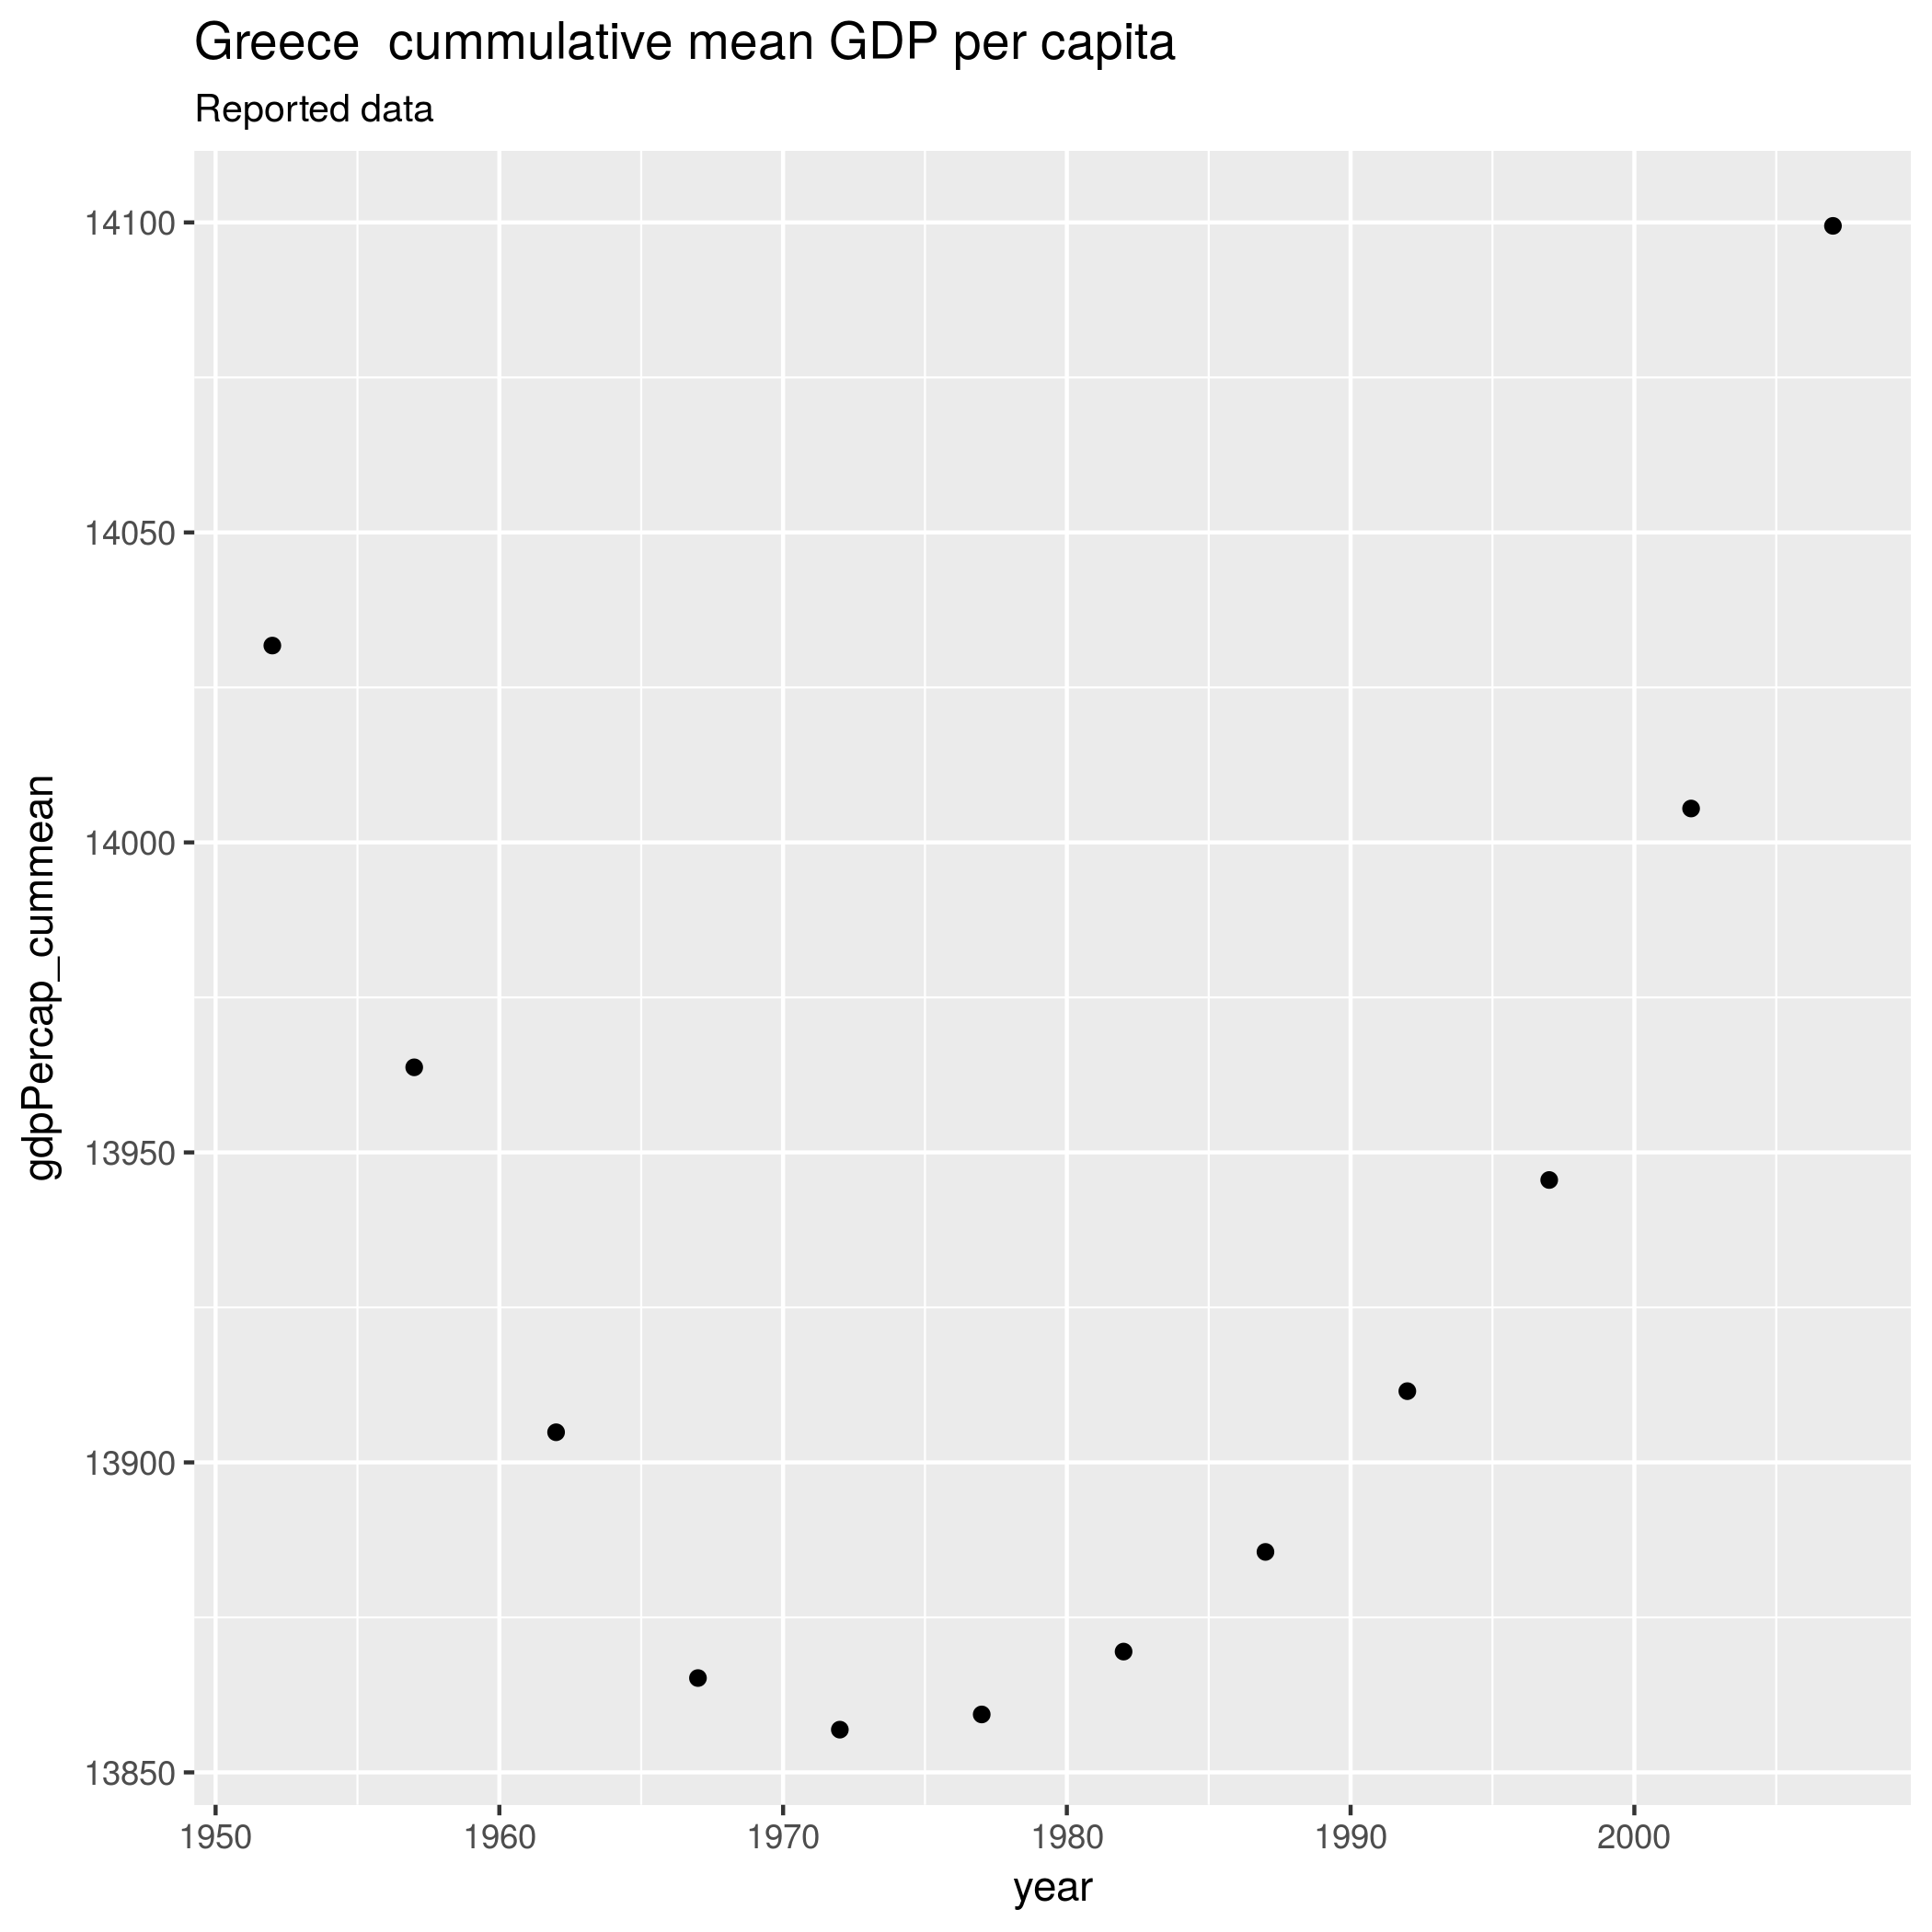 Greece  cummulative mean GDP per capita
Reported data
gdpPercap_cummean
14100
14050
14000
13950
13900
13850
1950 1960 1970 1980 1990 2000
year